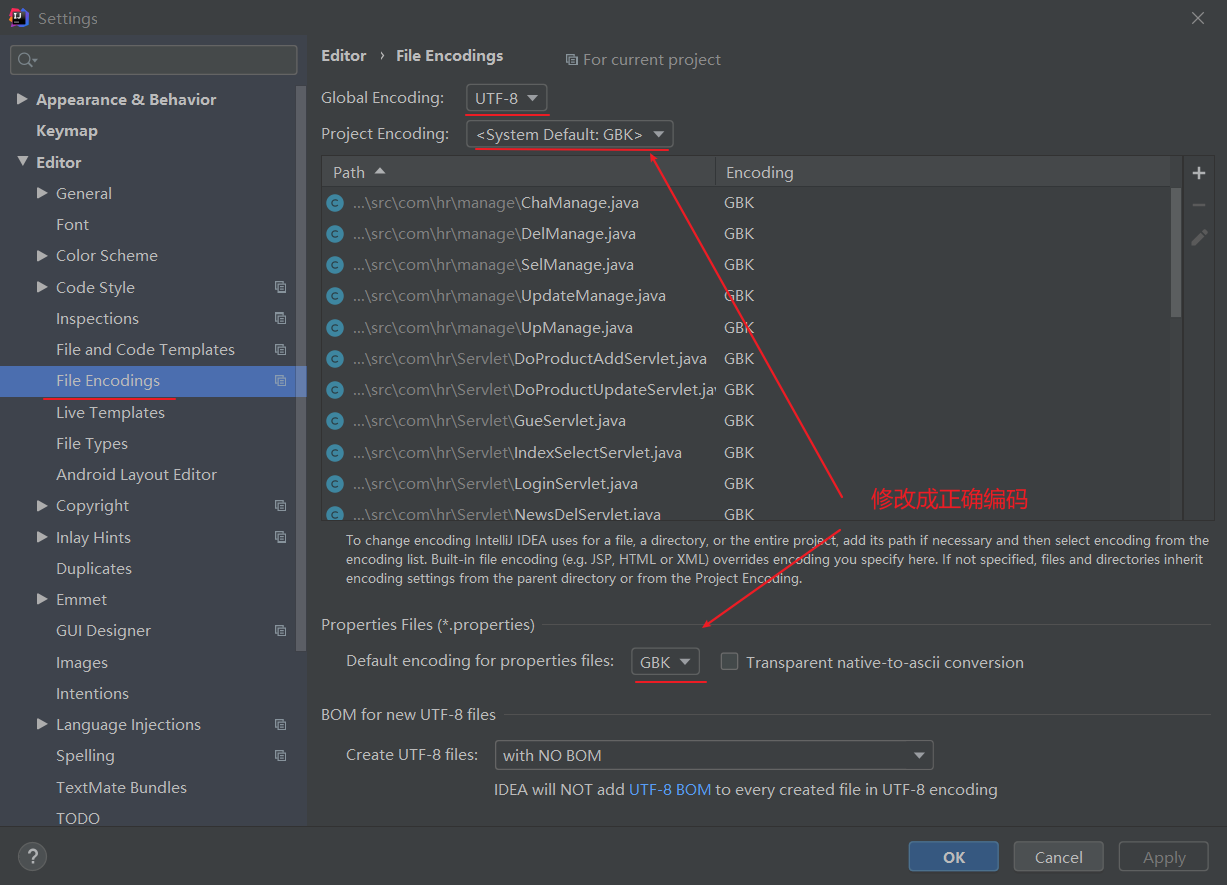 Settings
Editor › File Encodings For current project
Appearance & Behavior
Keymap
Editor
General
Font
Color Scheme
Code Style
Inspections
File and Code Templates
File Encodings
Live Templates
File Types
Android Layout Editor
Copyright
Inlay Hints
Duplicates
Emmet
GUI Designer
Images
Intentions
Language Injections
Spelling
TextMate Bundles
TODO
Global Encoding: UTF-8
Project Encoding: <System Default: GBK>
Path Encoding
...\src\com\hr\manage\ChaManage.java GBK
...\src\com\hr\manage\DelManage.java GBK
...\src\com\hr\manage\SelManage.java GBK
...\src\com\hr\manage\UpdateManage.java GBK
...\src\com\hr\manage\UpManage.java GBK
...\src\com\hr\Servlet\DoProductAddServlet.java GBK
...\src\com\hr\Servlet\DoProductUpdateServlet.jav GBK
...\src\com\hr\Servlet\GueServlet.java GBK
...\src\com\hr\Servlet\IndexSelectServlet.java GBK
...\src\com\hr\Servlet\LoginServlet.java GBK
...\src\com\hr\Servlet\NewsDelServlet.java GBK
修改成正确编码
To change encoding IntelliJ IDEA uses for a file, a directory, or the entire project, add its path if necessary and then select encoding from the
encoding list. Built-in file encoding (e.g. JSP, HTML or XML) overrides encoding you specify here. If not specified, files and directories inherit
encoding settings from the parent directory or from the Project Encoding.
Properties Files (*.properties)
Default encoding for properties files: GBK Transparent native-to-ascii conversion
BOM for new UTF-8 files
Create UTF-8 files: with NO BOM
IDEA will NOT add UTF-8 BOM to every created file in UTF-8 encoding
? OK Cancel Apply